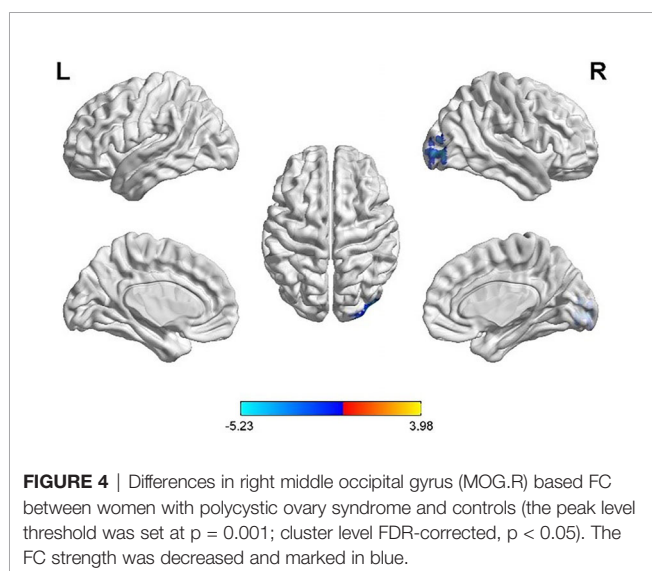 L
R
-5.23
3.98
FIGURE 4 | Differences in right middle occipital gyrus (MOG.R) based FC
between women with polycystic ovary syndrome and controls (the peak level
threshold was set at p = 0.001; cluster level FDR-corrected, p < 0.05). The
FC strength was decreased and marked in blue.